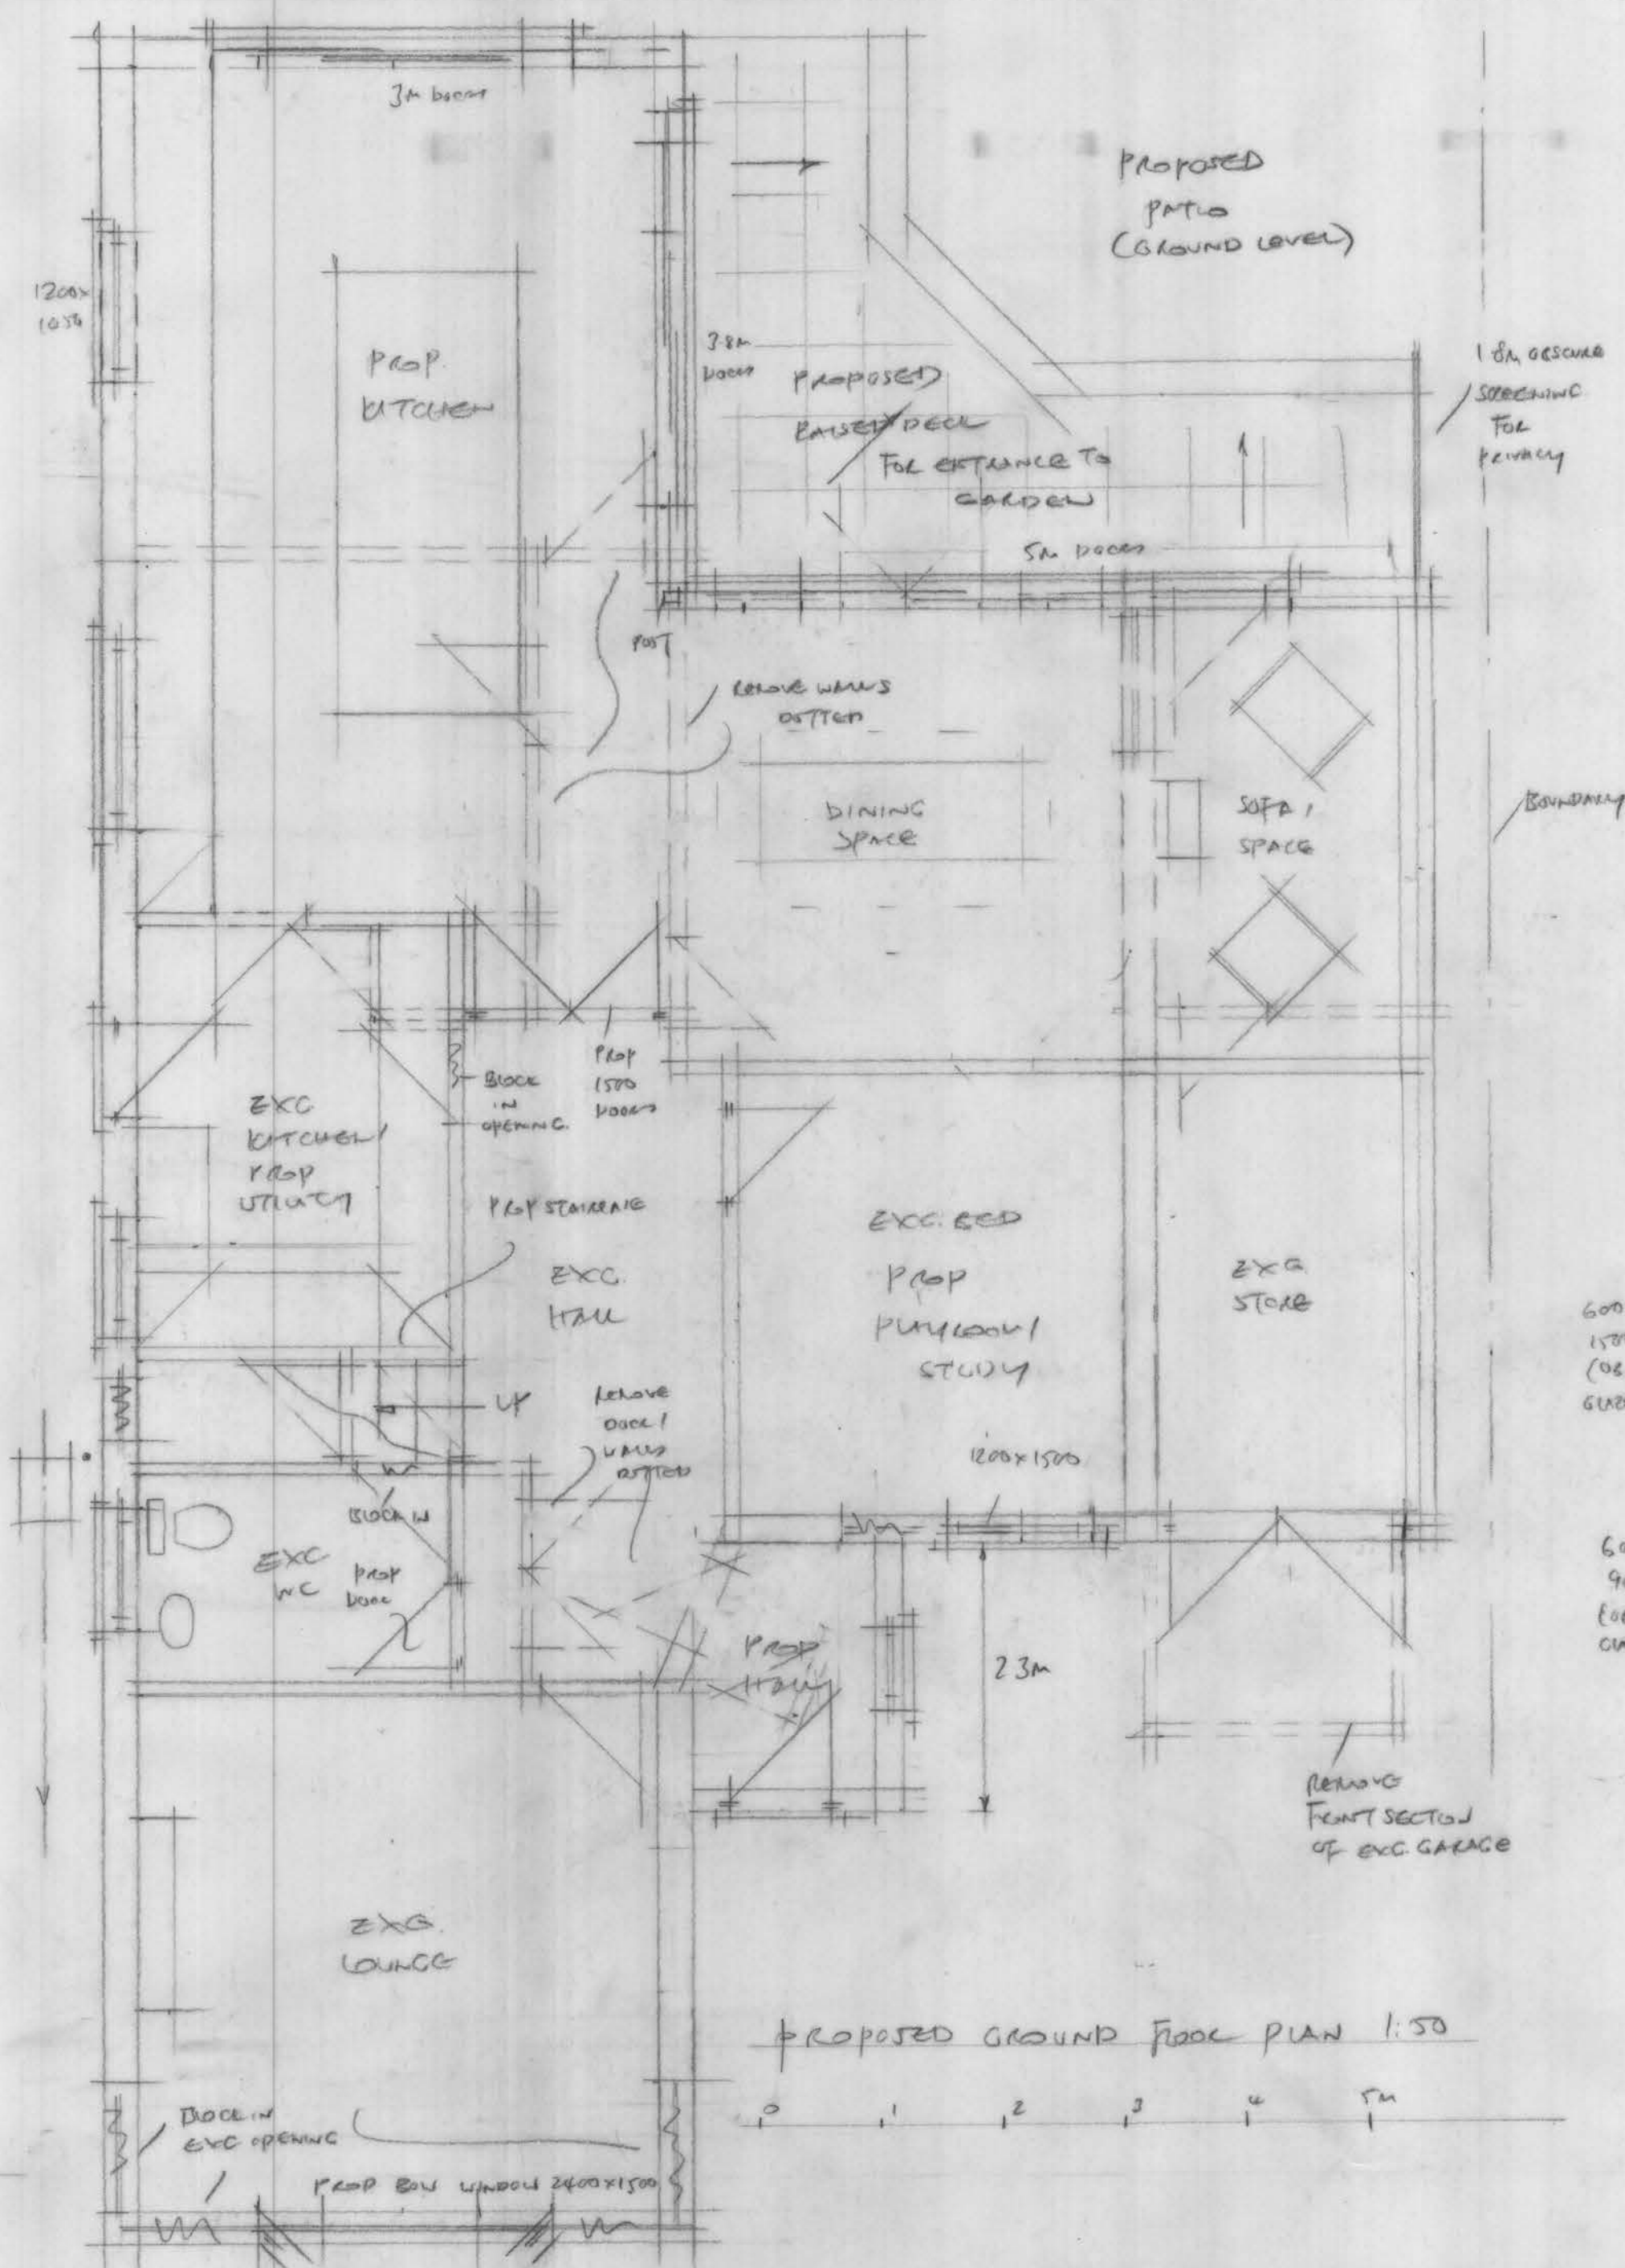 3M DOORS
PROPOSED
PATIO
(GROUND LEVEL)
1200x
1050
PROP.
KITCHEN
3.8M
DOORS
PROPOSED
RAISED DECK
FOR ENTRANCE TO
GARDEN
5M DOORS
1.8M OBSCURE
SCREENING
FOR
PRIVACY
POST
REMOVE WALLS
DOTTED
DINING
SPACE
SOFA/
SPACE
BOUNDARY
BLOCK
IN
OPENING.
PROP
1500
DOORS
EXG
KITCHEN/
PROP
UTILITY
PROP STAIRCASE
EXG.
HALL
EXG. BED
PROP
PLAYROOM/
STUDY
EXG
STORE
600
UP
REMOVE
DOOR/
WALLS
DOTTED
1200x1500
BLOCK IN
EXG
WC
PROP
DOOR
PROP
HALL
2.3M
REMOVE
FRONT SECTION
OF EXG. GARAGE
EXG.
LOUNGE
PROPOSED GROUND FLOOR PLAN 1:50
0 1 2 3 4 5M
BLOCK IN
EXG OPENING
PROP BOW WINDOW 2400x1500